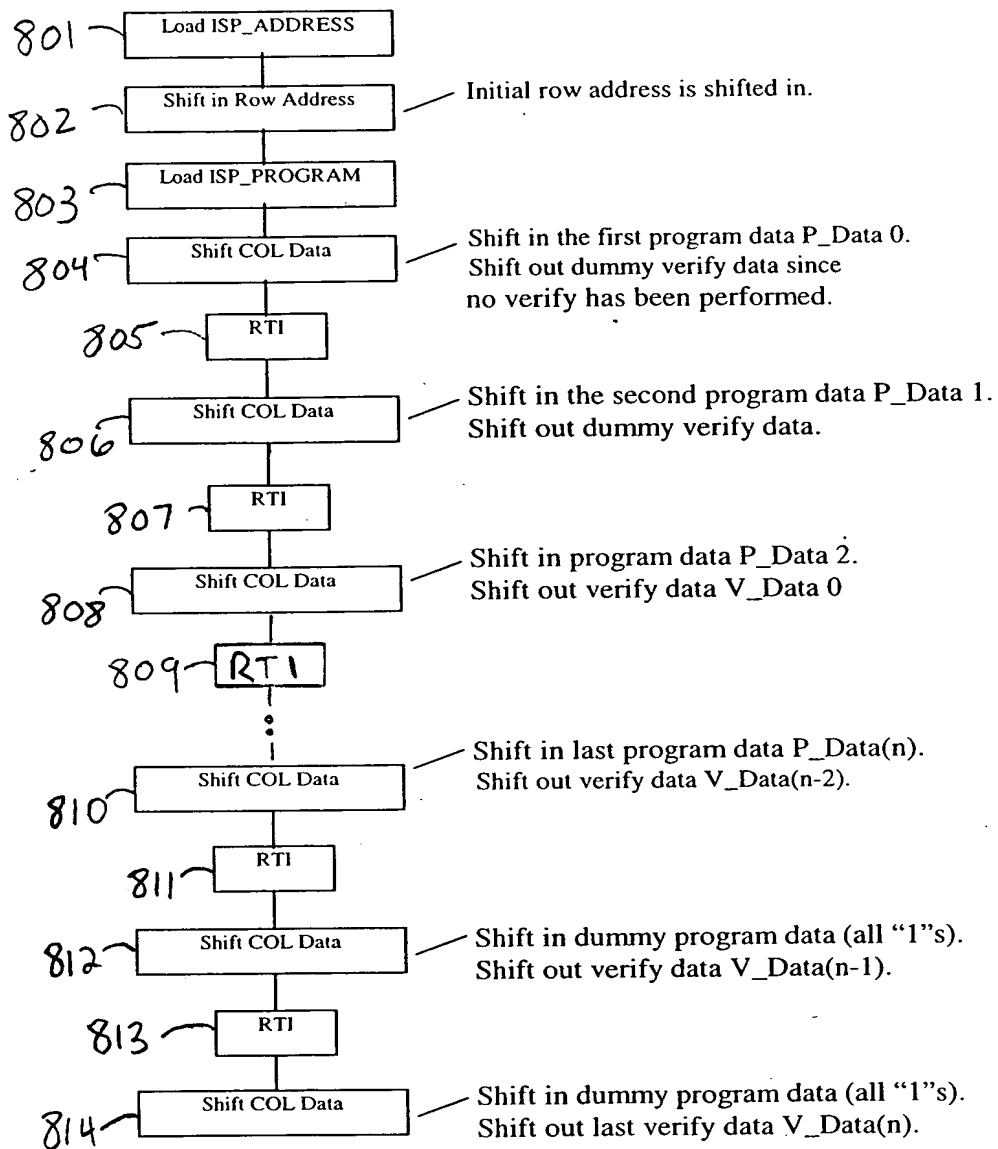 801
Load ISP_ADDRESS
802
Shift in Row Address
Initial row address is shifted in.
803
Load ISP_PROGRAM
804
Shift COL Data
Shift in the first program data P_Data 0.
Shift out dummy verify data since
no verify has been performed.
805
RTI
806
Shift COL Data
Shift in the second program data P_Data 1.
Shift out dummy verify data.
807
RTI
808
Shift COL Data
Shift in program data P_Data 2.
Shift out verify data V_Data 0
809
RTI
810
Shift COL Data
Shift in last program data P_Data(n).
Shift out verify data V_Data(n-2).
811
RTI
812
Shift COL Data
Shift in dummy program data (all “1”s).
Shift out verify data V_Data(n-1).
813
RTI
814
Shift COL Data
Shift in dummy program data (all “1”s).
Shift out last verify data V_Data(n).